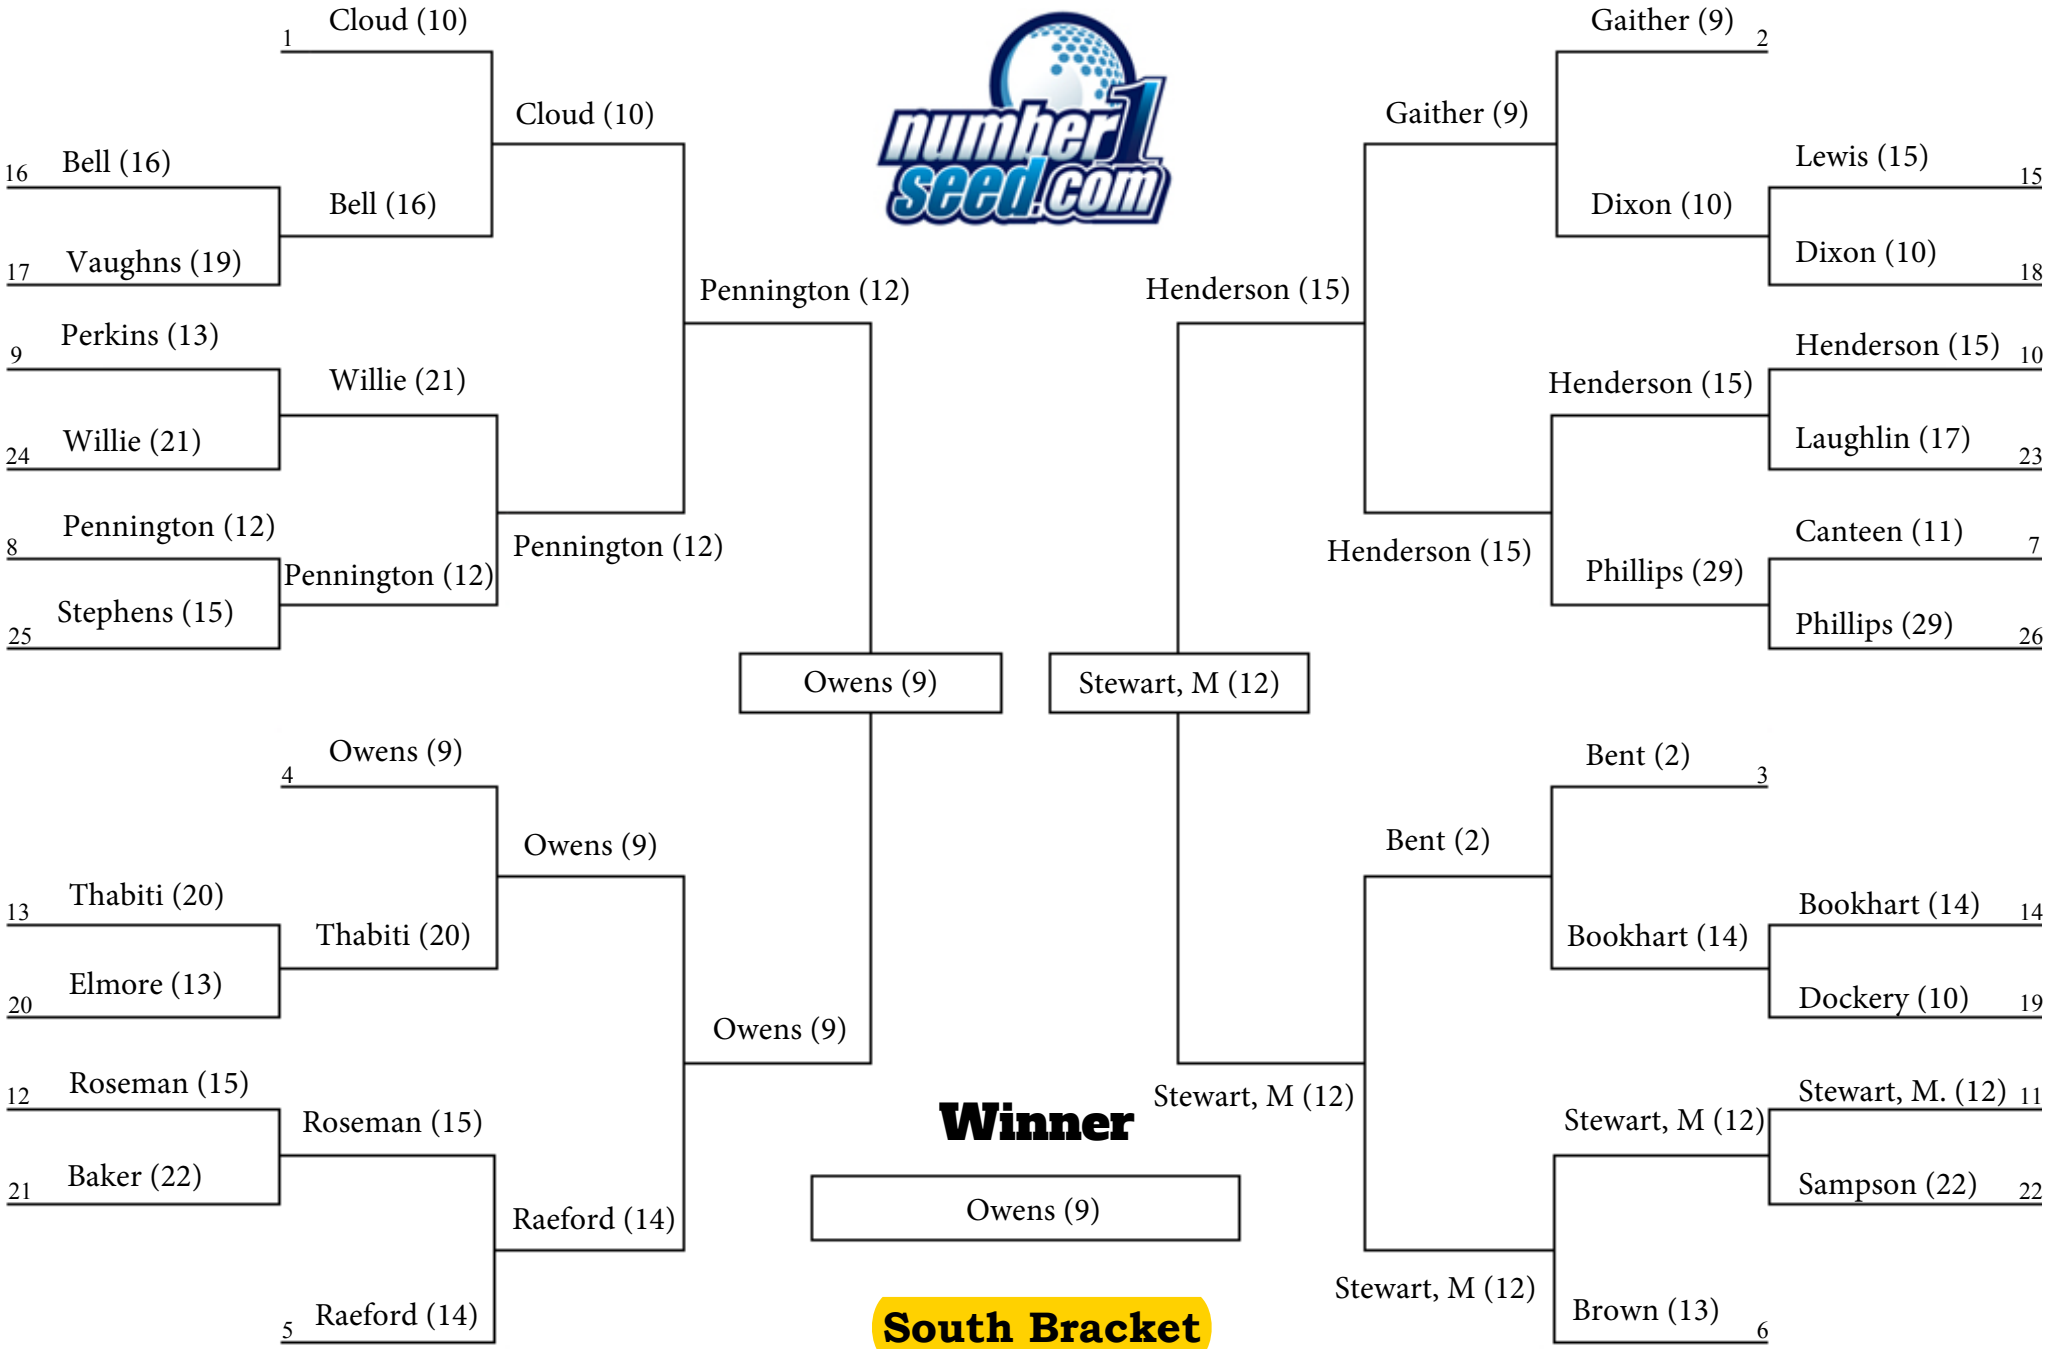 Cloud (10)
1
Cloud (10)
16 Bell (16)
Bell (16)
17 Vaughns (19)
Pennington (12)
9 Perkins (13)
Willie (21)
24 Willie (21)
8 Pennington (12)
Pennington (12)
Pennington (12)
25 Stephens (15)
Owens (9)
4 Owens (9)
Owens (9)
13 Thabiti (20)
Thabiti (20)
20 Elmore (13)
Owens (9)
12 Roseman (15)
Roseman (15)
21 Baker (22)
Raeford (14)
5 Raeford (14)
number1
seed.com
Gaither (9) 2
Gaither (9)
Lewis (15) 15
Dixon (10)
Dixon (10) 18
Henderson (15)
Henderson (15) 10
Henderson (15)
Laughlin (17) 23
Canteen (11) 7
Henderson (15)
Phillips (29)
Phillips (29) 26
Stewart, M (12)
Bent (2) 3
Bent (2)
Bookhart (14) 14
Bookhart (14)
Dockery (10) 19
Stewart, M (12)
Stewart, M. (12) 11
Stewart, M (12)
Sampson (22) 22
Stewart, M (12)
Brown (13) 6
Winner
Owens (9)
South Bracket